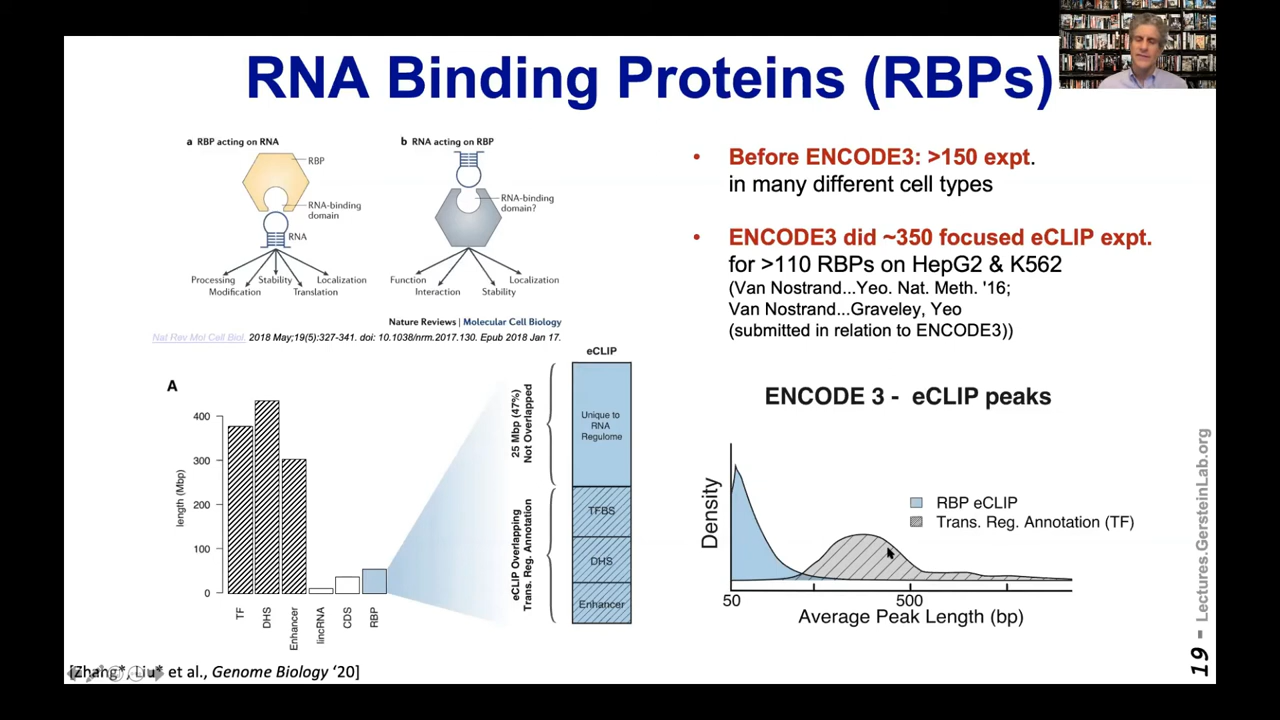 RNA Binding Proteins (RBPs)
a RBP acting on RNA
RBP
RNA-binding
domain
RNA
Processing
Stability
Localization
Modification
Translation
b RNA acting on RBP
RNA-binding
domain?
Function
Localization
Interaction
Stability
Nature Reviews | Molecular Cell Biology
Nat Rev Mol Cell Biol. 2018 May;19(5):327-341. doi: 10.1038/nrm.2017.130. Epub 2018 Jan 17.
• Before ENCODE3: >150 expt.
in many different cell types
• ENCODE3 did ~350 focused eCLIP expt.
for >110 RBPs on HepG2 & K562
(Van Nostrand...Yeo. Nat. Meth. '16;
Van Nostrand...Graveley, Yeo
(submitted in relation to ENCODE3))
A
length (Mbp)
400
300
200
100
0
TF
DHS
Enhancer
lincRNA
CDS
RBP
eCLIP
25 Mbp (47%)
Not Overlapped
eCLIP Overlapping
Trans. Reg. Annotation
Unique to
RNA
Regulome
TFBS
DHS
Enhancer
ENCODE 3 - eCLIP peaks
Density
RBP eCLIP
Trans. Reg. Annotation (TF)
50
500
Average Peak Length (bp)
[Zhang*, Liu* et al., Genome Biology '20]
19 - Lectures.GersteinLab.org